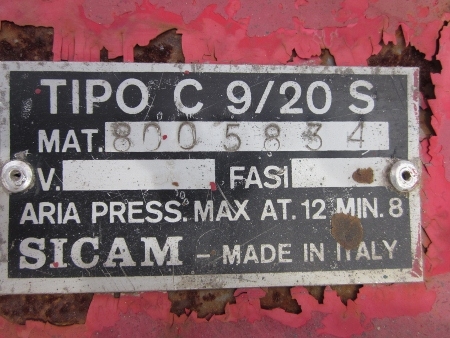 TIPO C 9/20 S
MAT. 8005834
V. FASI
ARIA PRESS. MAX AT. 12 MIN. 8
SICAM - MADE IN ITALY